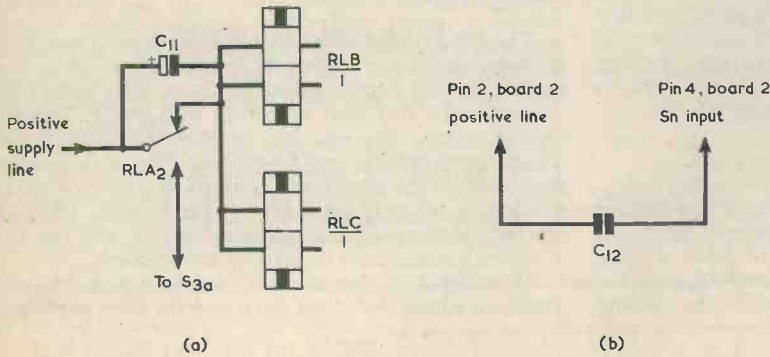 C11
+
RLB
1
Positive
supply
line
RLA2
RLC
1
To S3a
(a)
Pin 2, board 2
positive line
Pin 4, board 2
Sn input
C12
(b)